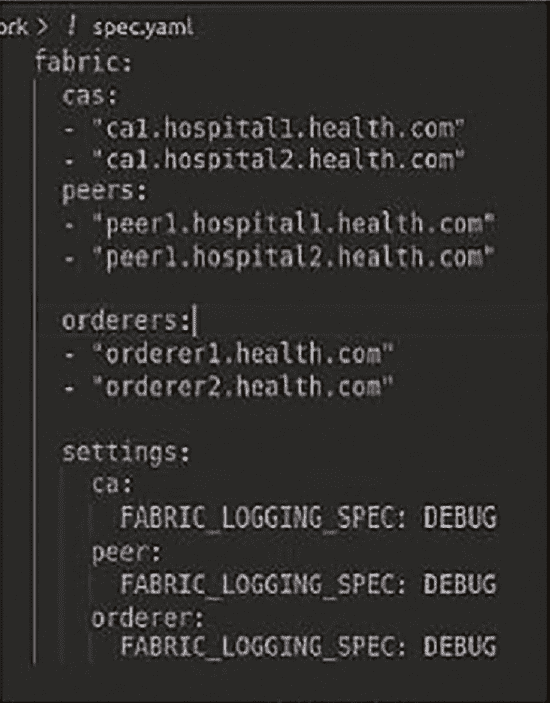 ork > ! spec.yaml
fabric:
  cas:
  - "ca1.hospital1.health.com"
  - "ca1.hospital2.health.com"
  peers:
  - "peer1.hospital1.health.com"
  - "peer1.hospital2.health.com"

  orderers:
  - "orderer1.health.com"
  - "orderer2.health.com"

  settings:
    ca:
      FABRIC_LOGGING_SPEC: DEBUG
    peer:
      FABRIC_LOGGING_SPEC: DEBUG
    orderer:
      FABRIC_LOGGING_SPEC: DEBUG